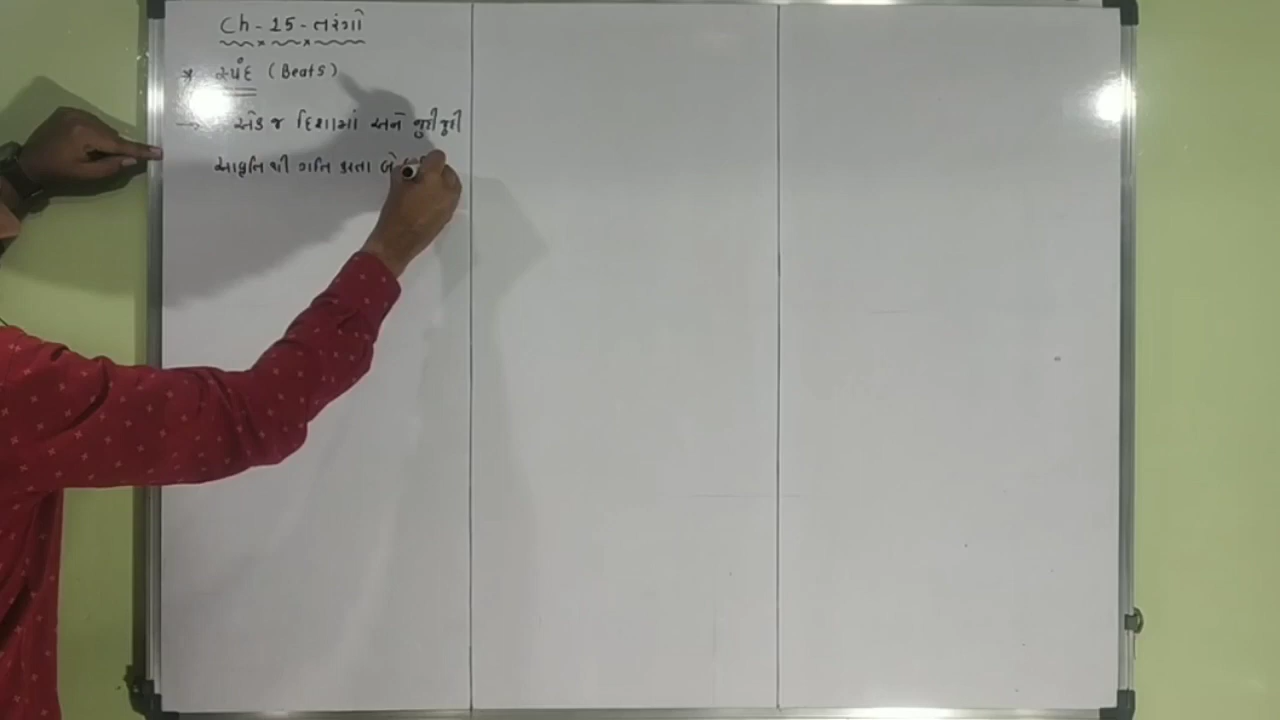 Ch - 15 - તરંગો
* સ્પંદ (Beats)
→ એક જ દિશામાં અને જુદી જુદી
આવૃત્તિ થી ગતિ કરતા બે